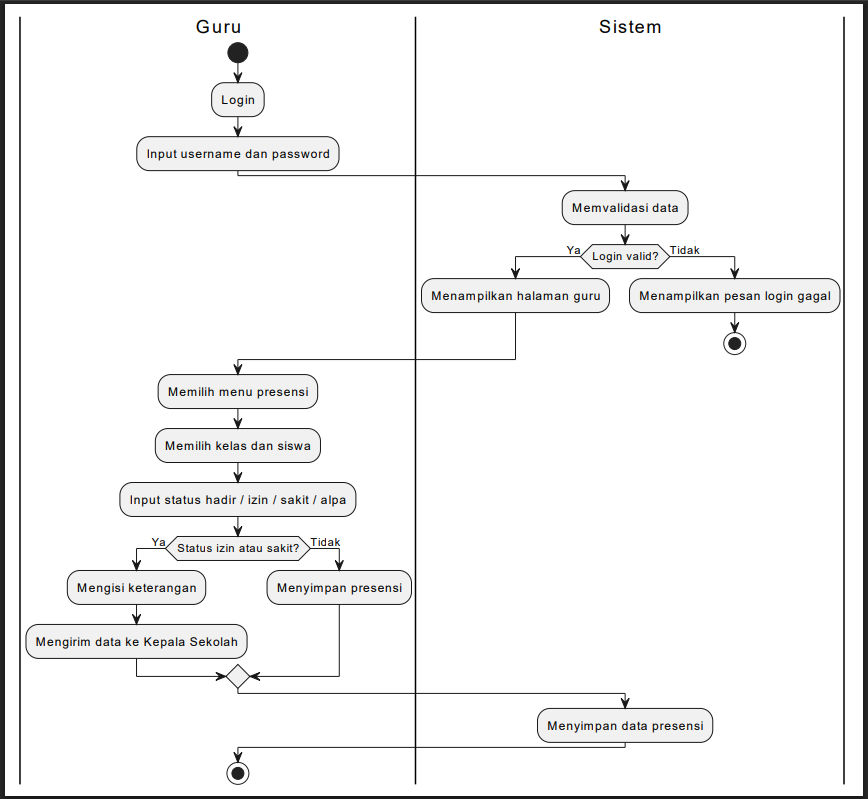 Guru
Sistem
Login
Input username dan password
Memvalidasi data
Login valid?
Ya
Tidak
Menampilkan halaman guru
Menampilkan pesan login gagal
Memilih menu presensi
Memilih kelas dan siswa
Input status hadir / izin / sakit / alpa
Status izin atau sakit?
Ya
Tidak
Mengisi keterangan
Menyimpan presensi
Mengirim data ke Kepala Sekolah
Menyimpan data presensi